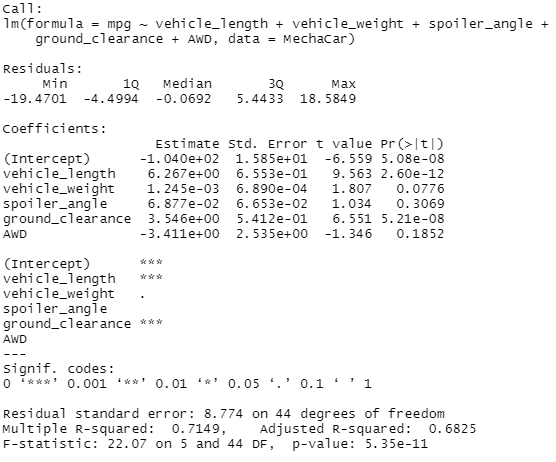 Call:
lm(formula = mpg ~ vehicle_length + vehicle_weight + spoiler_angle +
    ground_clearance + AWD, data = MechaCar)

Residuals:
     Min       1Q   Median       3Q      Max
-19.4701  -4.4994  -0.0692   5.4433  18.5849

Coefficients:
                   Estimate Std. Error t value Pr(>|t|)
(Intercept)      -1.040e+02  1.585e+01  -6.559 5.08e-08
vehicle_length    6.267e+00  6.553e-01   9.563 2.60e-12
vehicle_weight    1.245e-03  6.890e-04   1.807   0.0776
spoiler_angle     6.877e-02  6.653e-02   1.034   0.3069
ground_clearance  3.546e+00  5.412e-01   6.551 5.21e-08
AWD              -3.411e+00  2.535e+00  -1.346   0.1852

(Intercept)      ***
vehicle_length   ***
vehicle_weight   .
spoiler_angle
ground_clearance ***
AWD
---
Signif. codes:
0 ‘***’ 0.001 ‘**’ 0.01 ‘*’ 0.05 ‘.’ 0.1 ‘ ’ 1

Residual standard error: 8.774 on 44 degrees of freedom
Multiple R-squared:  0.7149,    Adjusted R-squared:  0.6825
F-statistic: 22.07 on 5 and 44 DF,  p-value: 5.35e-11